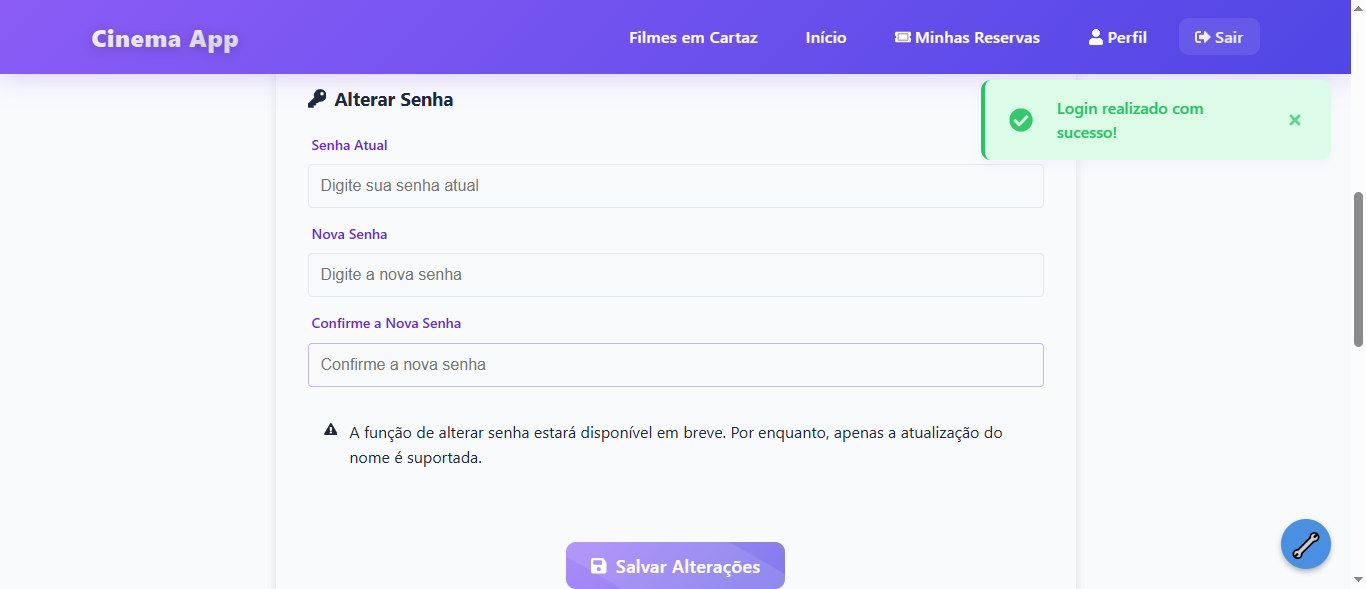 Cinema App
Filmes em Cartaz
Início
Minhas Reservas
Perfil
Sair
Login realizado com
sucesso!
Alterar Senha
Senha Atual
Digite sua senha atual
Nova Senha
Digite a nova senha
Confirme a Nova Senha
Confirme a nova senha
A função de alterar senha estará disponível em breve. Por enquanto, apenas a atualização do
nome é suportada.
Salvar Alterações